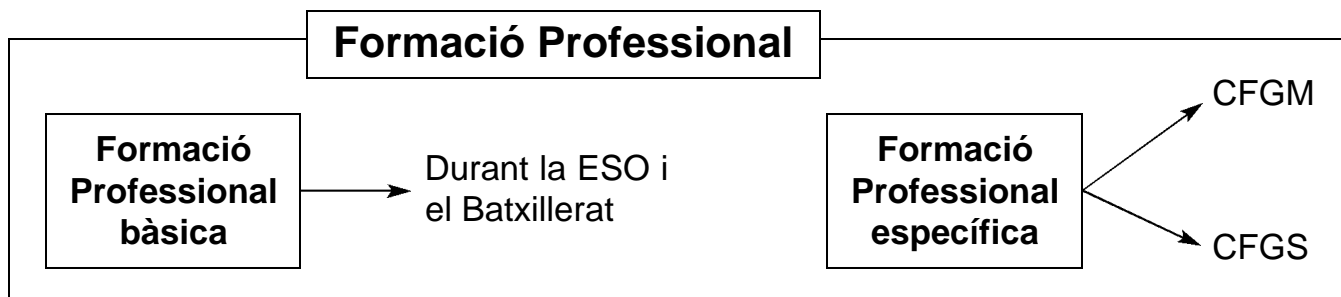 Formació Professional
Formació
Professional
bàsica
Durant la ESO i
el Batxillerat
Formació
Professional
específica
CFGM
CFGS